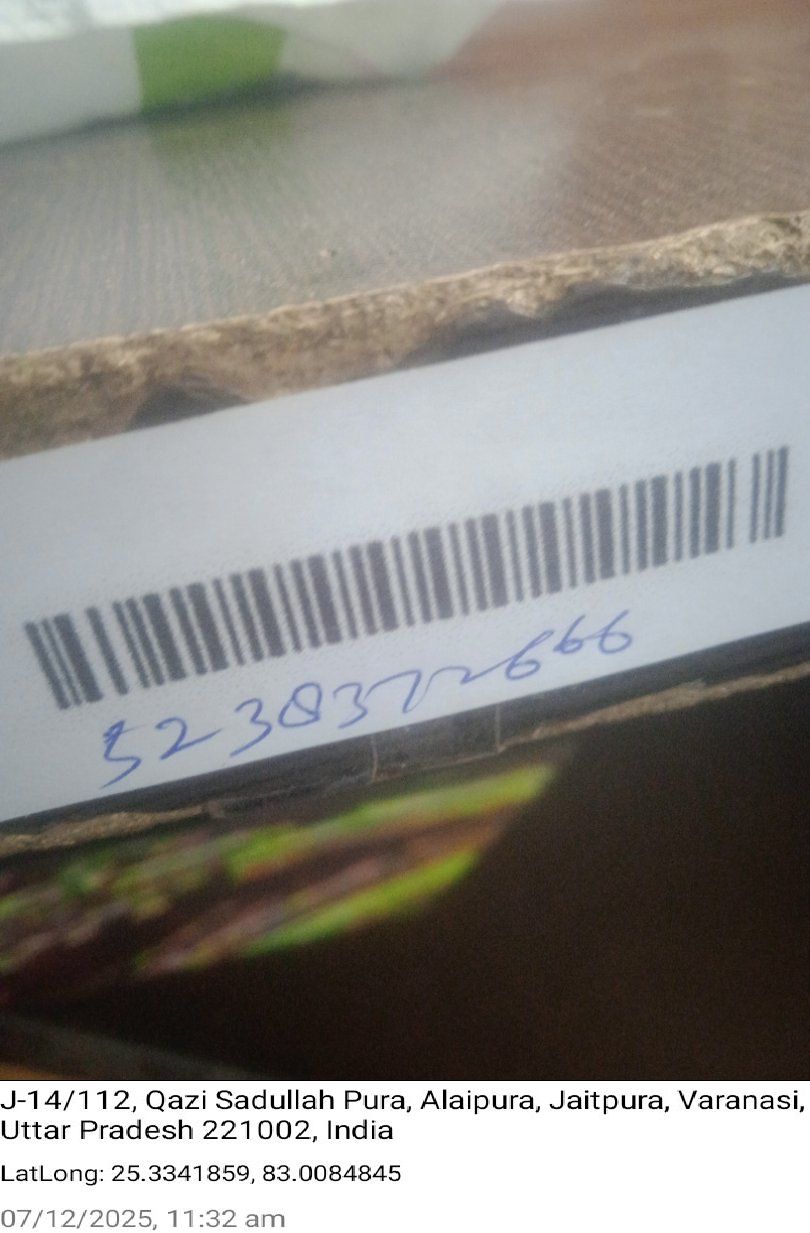 52383722666
J-14/112, Qazi Sadullah Pura, Alaipura, Jaitpura, Varanasi,
Uttar Pradesh 221002, India
LatLong: 25.3341859, 83.0084845
07/12/2025, 11:32 am